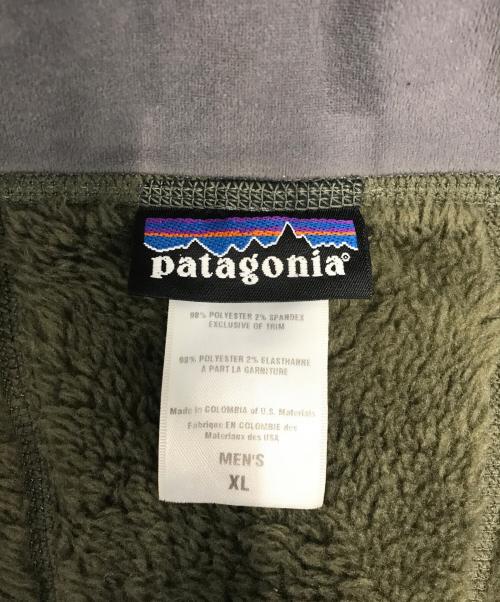 patagonia®
98% POLYESTER 2% SPANDEX
EXCLUSIVE OF TRIM
98% POLYESTER 2% ELASTHANNE
A PART LA GARNITURE
Made in COLOMBIA of U.S. Materials
Fabrique EN COLOMBIE des
Materiaux des USA
MEN'S
XL